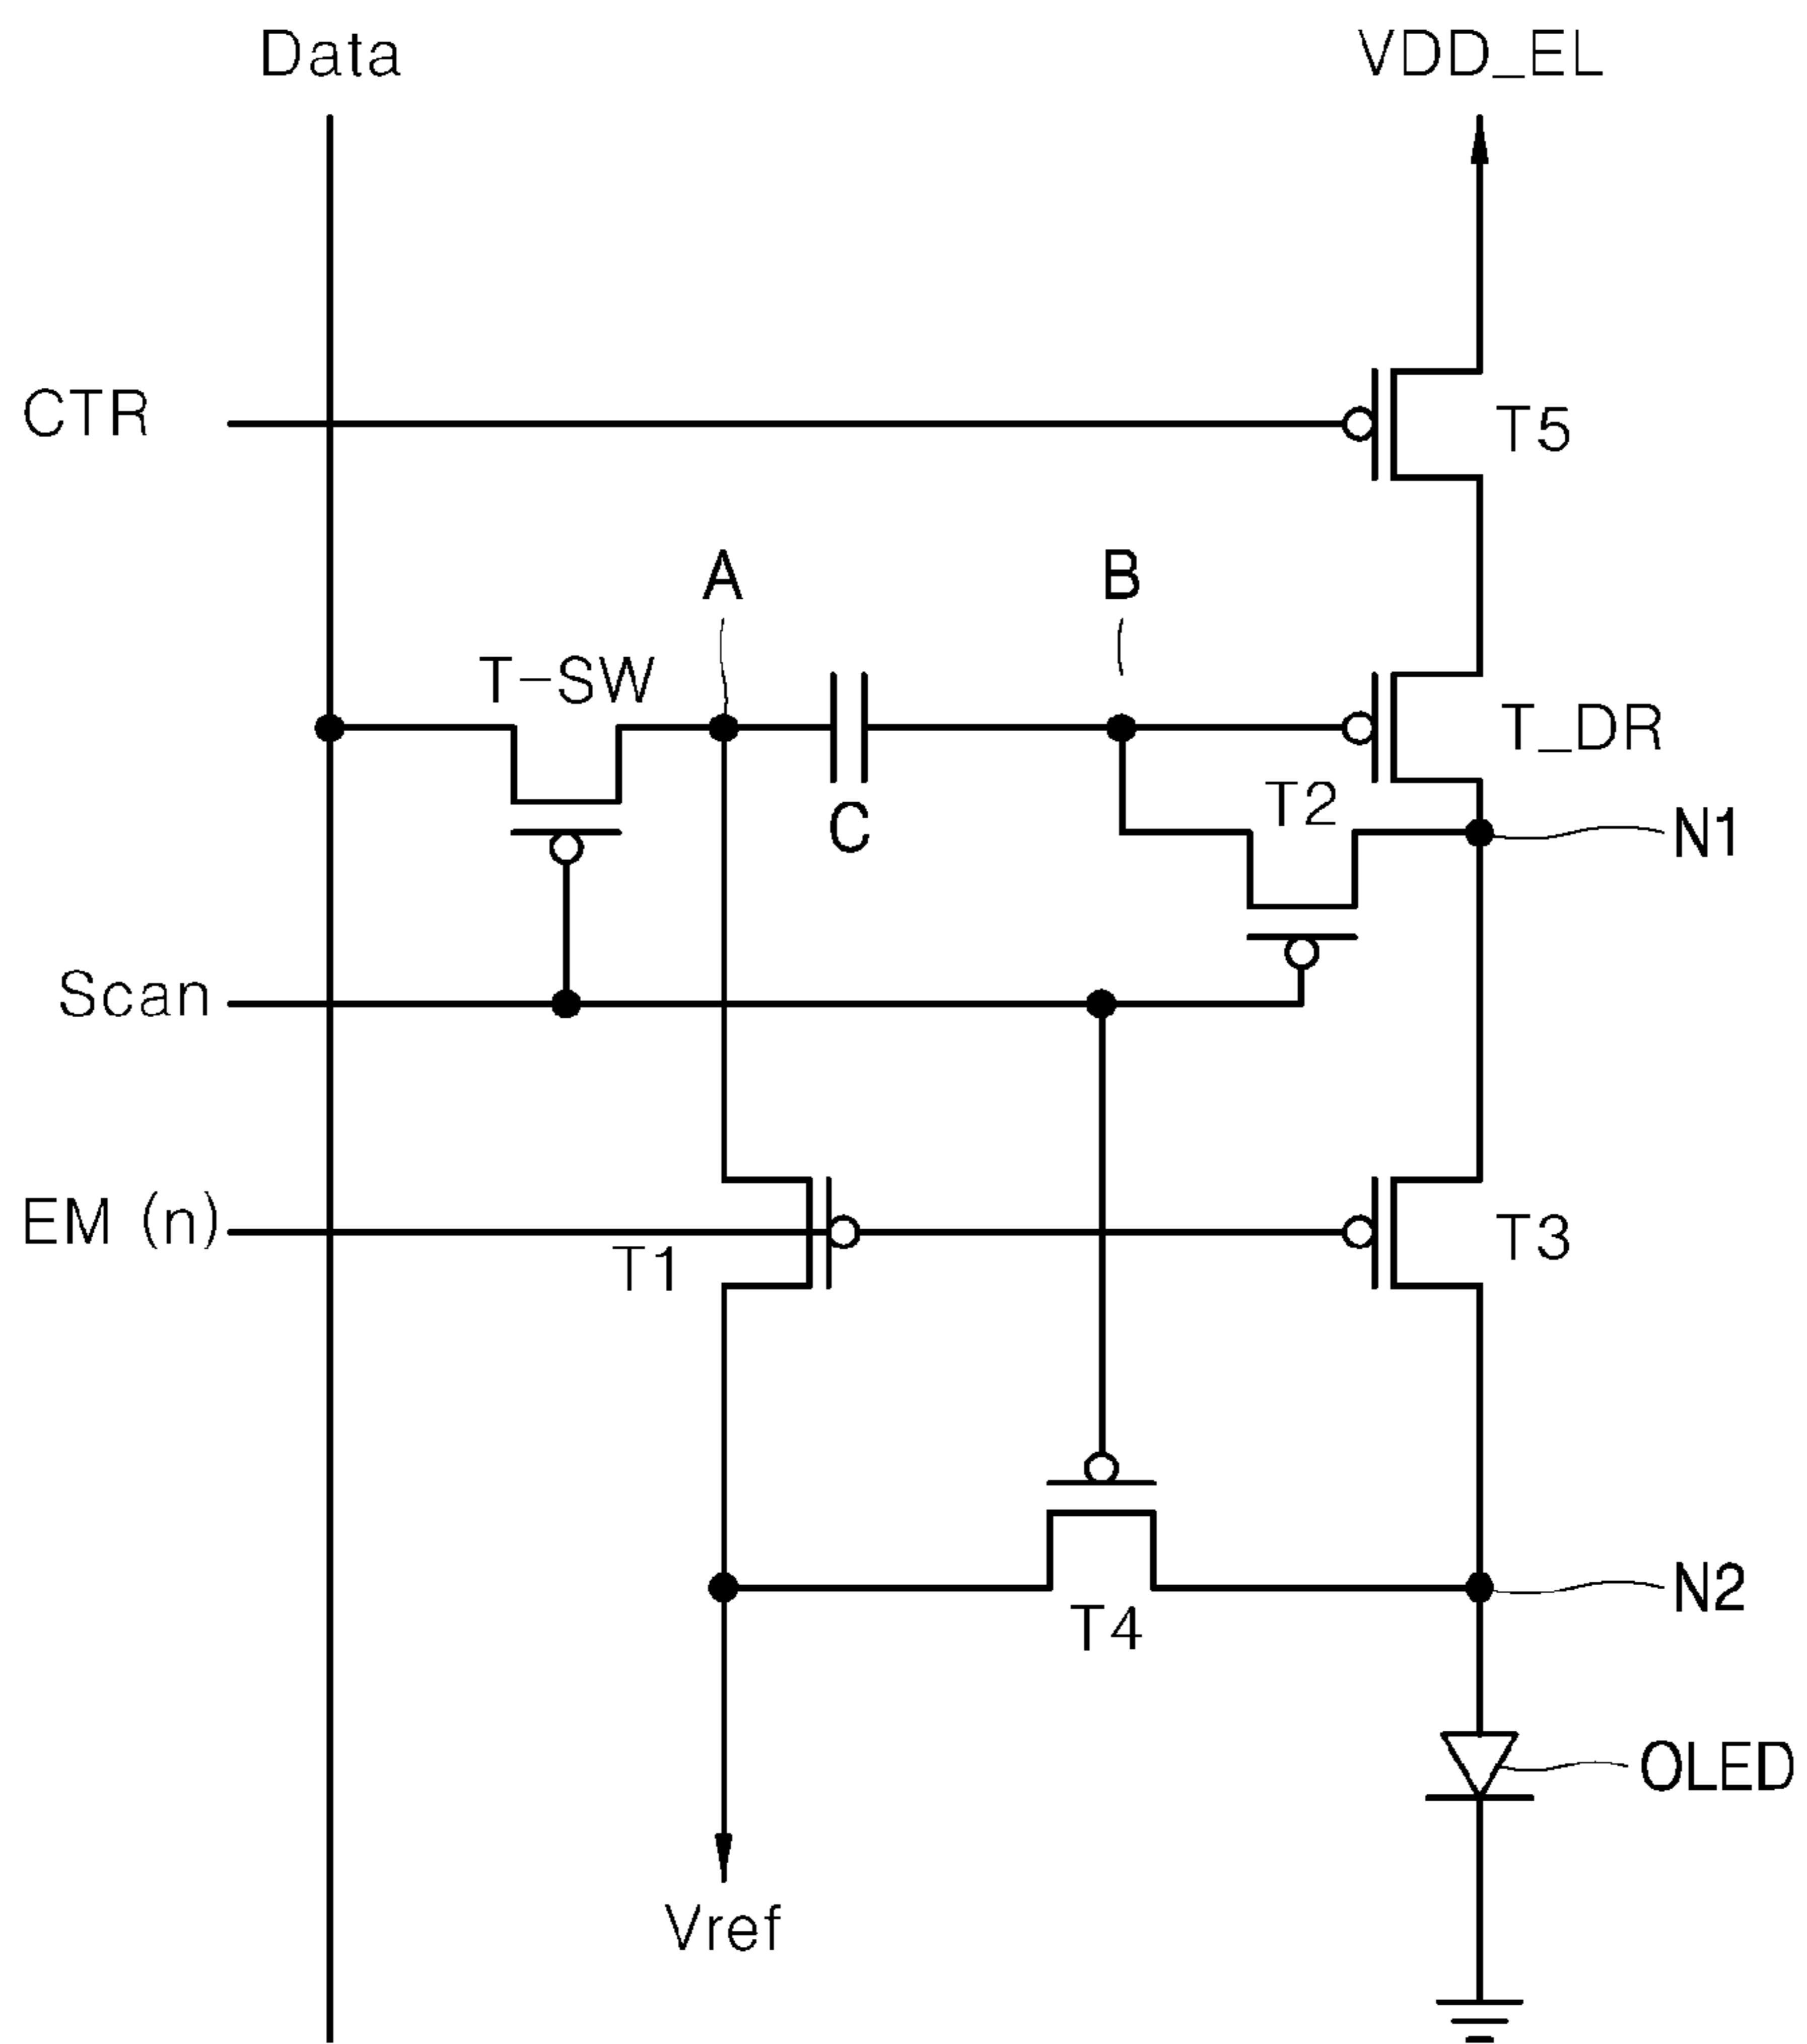 Data
VDD_EL
CTR
T5
A
B
T-SW
T_DR
T2
C
N1
Scan
EM (n)
T1
T3
N2
T4
OLED
Vref